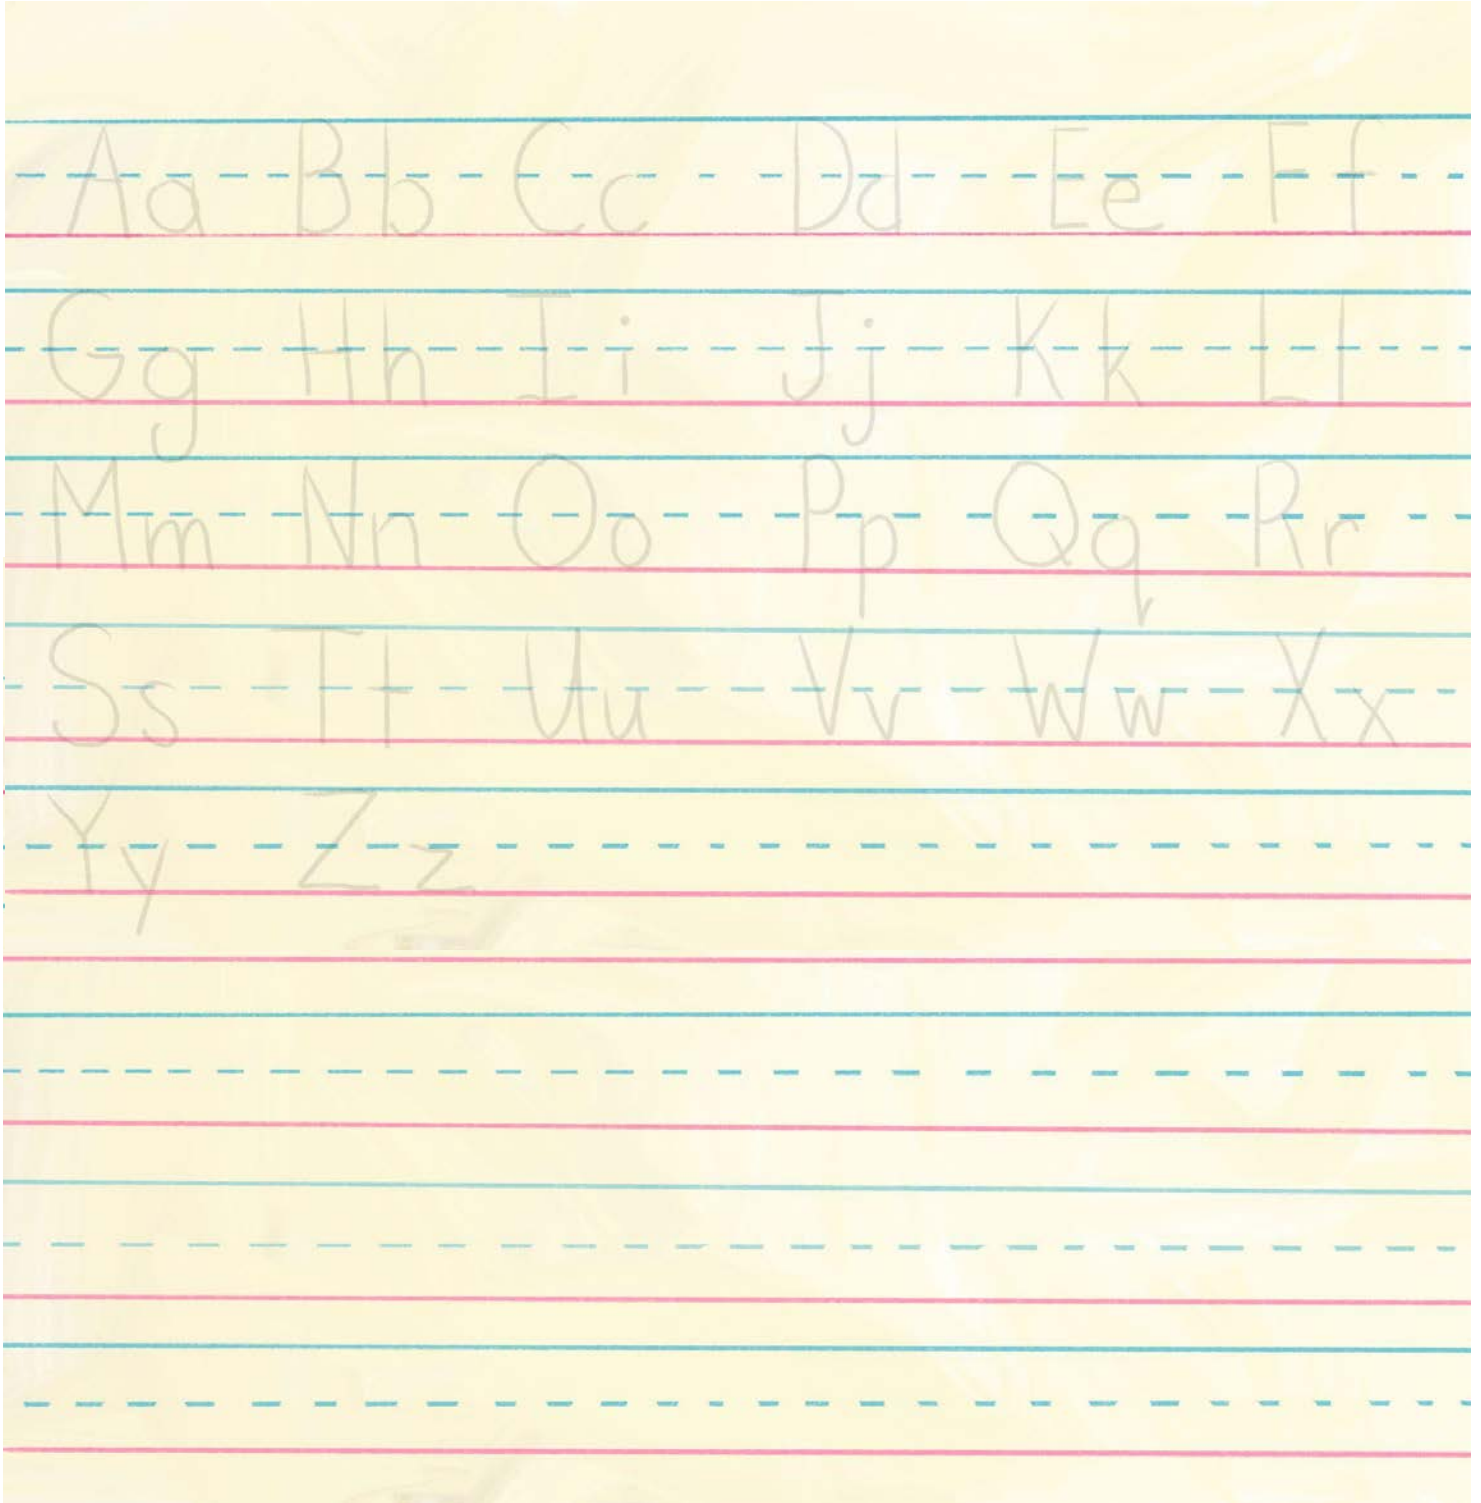 Aa Bb Cc Dd Ee Ff
Gg Hh Ii Jj Kk Ll
Mm Nn Oo Pp Qq Rr
Ss Tt Uu Vv Ww Xx
Yy Zz